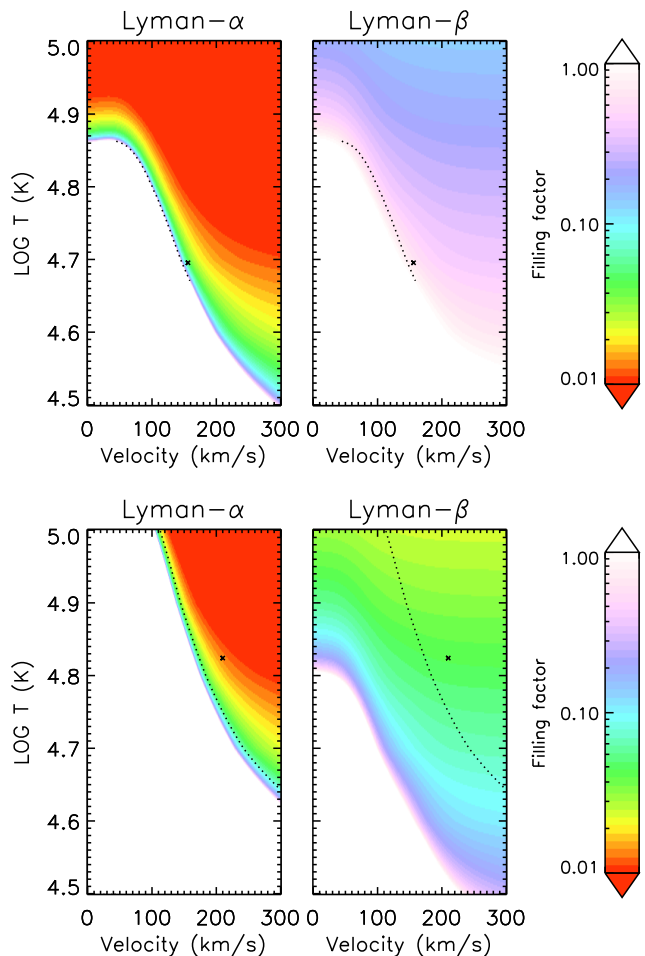 Lyman-α
Lyman-β
5.0
4.9
4.8
4.7
4.6
4.5
LOG T (K)
0
100
200
300
0
100
200
300
Velocity (km/s)
Velocity (km/s)
1.00
0.10
0.01
Filling factor
Lyman-α
Lyman-β
5.0
4.9
4.8
4.7
4.6
4.5
LOG T (K)
0
100
200
300
0
100
200
300
Velocity (km/s)
Velocity (km/s)
1.00
0.10
0.01
Filling factor